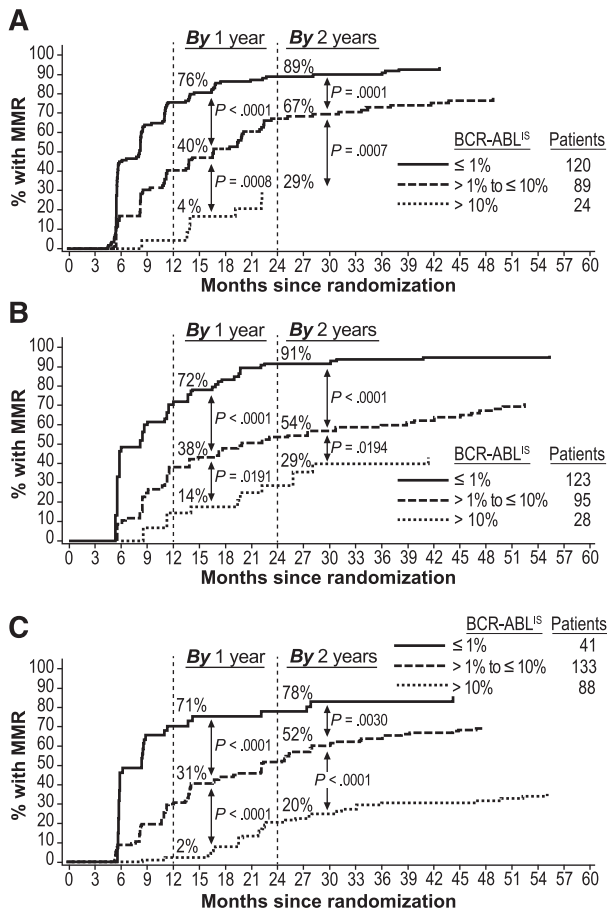 A
By 1 year By 2 years
% with MMR
100
90
80
70
60
50
40
30
20
10
0
76%
40%
4%
89%
67%
29%
P < .0001
P = .0008
P = .0001
P = .0007
BCR-ABLIS Patients
≤ 1% 120
> 1% to ≤ 10% 89
> 10% 24
0 3 6 9 12 15 18 21 24 27 30 33 36 39 42 45 48 51 54 57 60
Months since randomization
B
By 1 year By 2 years
% with MMR
100
90
80
70
60
50
40
30
20
10
0
72%
38%
14%
91%
54%
29%
P < .0001
P = .0191
P < .0001
P = .0194
BCR-ABLIS Patients
≤ 1% 123
> 1% to ≤ 10% 95
> 10% 28
0 3 6 9 12 15 18 21 24 27 30 33 36 39 42 45 48 51 54 57 60
Months since randomization
C
BCR-ABLIS Patients
≤ 1% 41
> 1% to ≤ 10% 133
> 10% 88
By 1 year By 2 years
% with MMR
100
90
80
70
60
50
40
30
20
10
0
71%
31%
2%
78%
52%
20%
P < .0001
P < .0001
P = .0030
P < .0001
0 3 6 9 12 15 18 21 24 27 30 33 36 39 42 45 48 51 54 57 60
Months since randomization